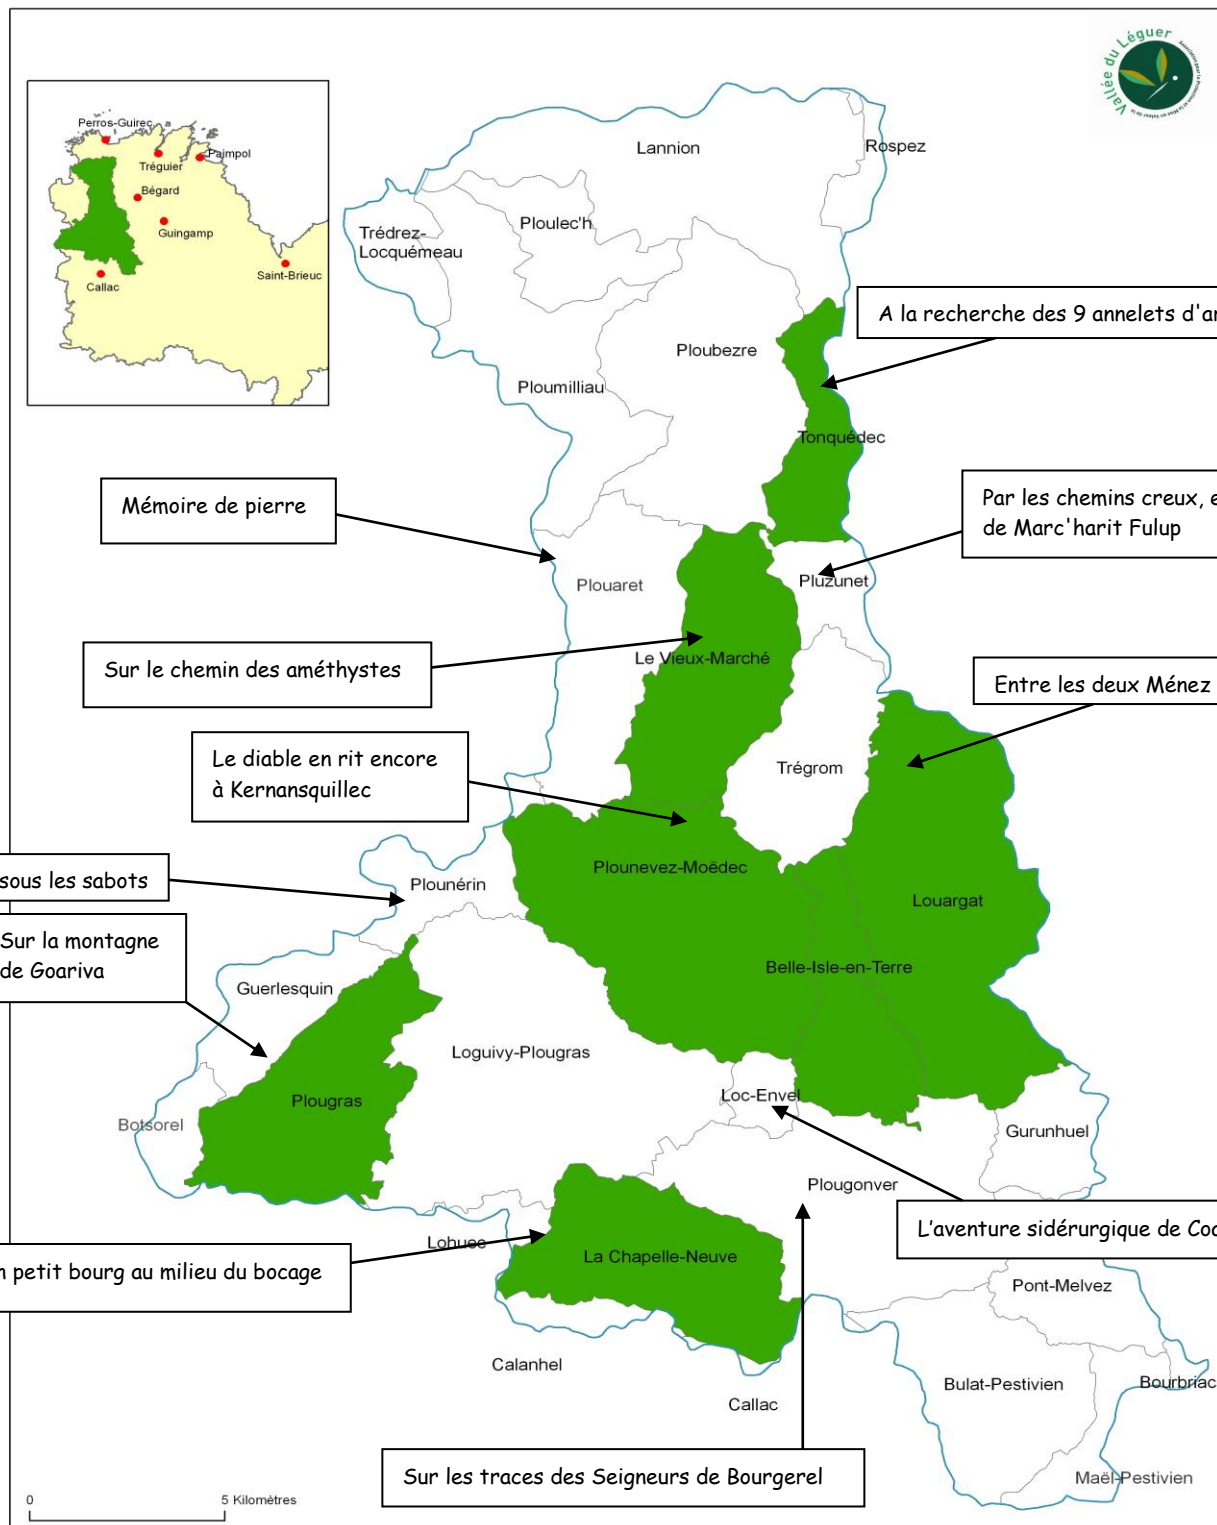 Vallée du Léguer
Perros-Guirec
Paimpol
Tréguier
Bégard
Guingamp
Saint-Brieuc
Callac
Lannion
Rospez
Ploulec'h
Trédrez-
Locquémeau
A la recherche des 9 annelets d'
Ploubezre
Ploumilliau
Tonquédec
Mémoire de pierre
Par les chemins creux,
de Marc'harit Fulup
Plouaret
Pluzunet
Sur le chemin des améthystes
Le Vieux-Marché
Entre les deux Ménez
Le diable en rit encore
à Kernansquillec
Trégrom
Plounevez-Moëdec
sous les sabots
Plounérin
Louargat
Sur la montagne
de Goariva
Belle-Isle-en-Terre
Guerlesquin
Loguivy-Plougras
Plougras
Loc-Envel
Botsorel
Gurunhuel
Plougonver
L'aventure sidérurgique de
Lohuec
petit bourg au milieu du bocage
La Chapelle-Neuve
Pont-Melvez
Calanhel
Bulat-Pestivien
Bourbriac
Callac
Sur les traces des Seigneurs de Bourgerel
Maël-Pestivien
0 5 Kilomètres